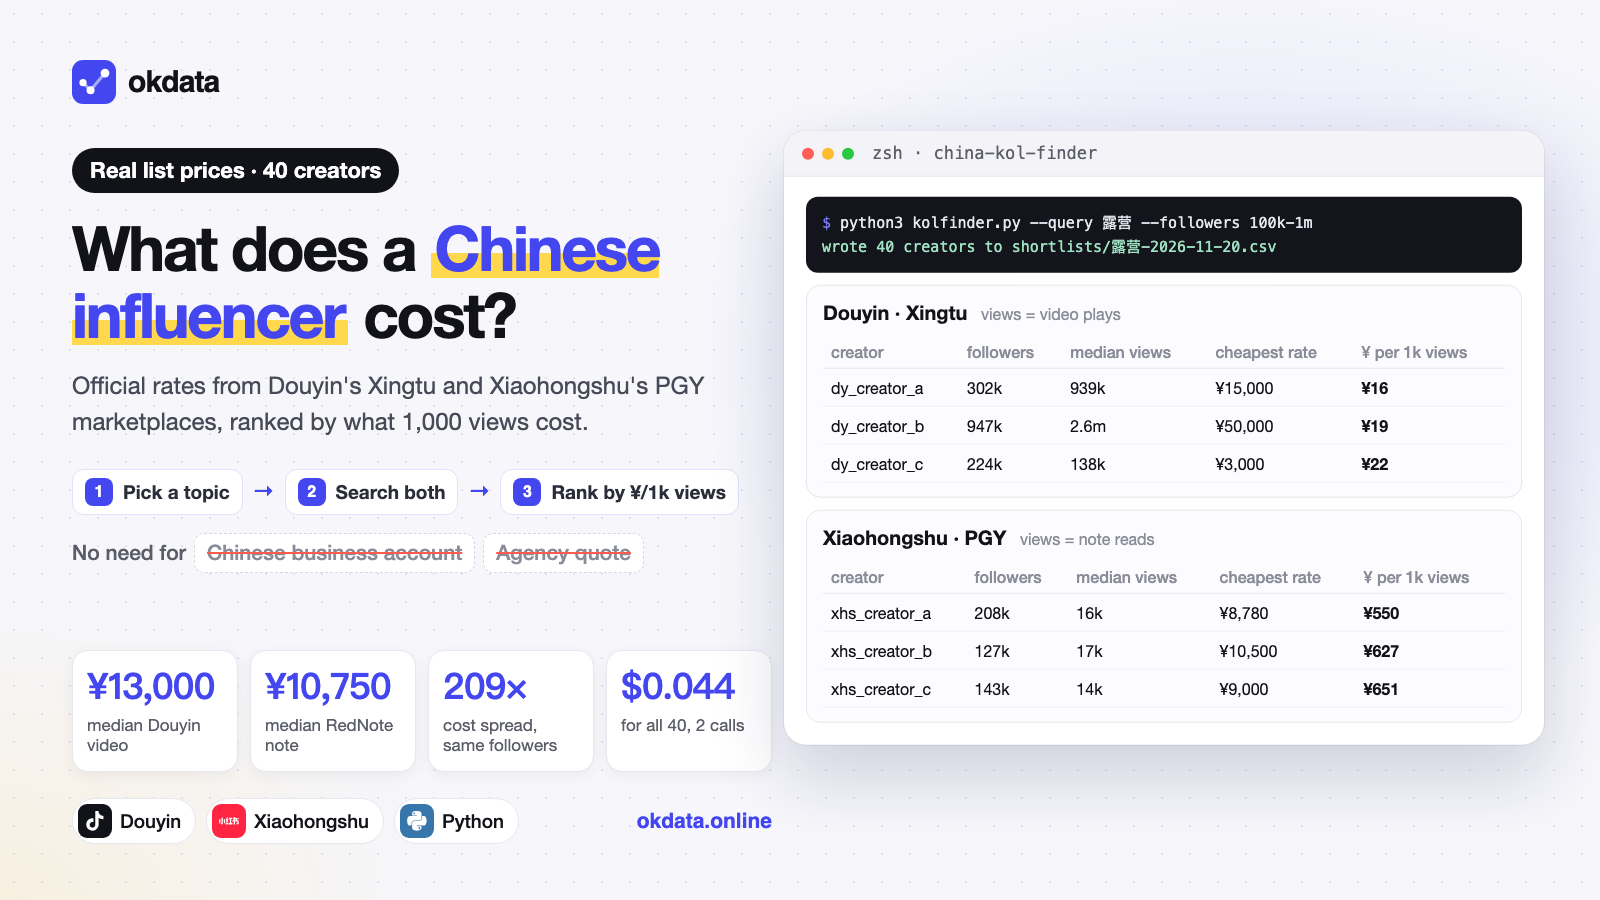 okdata
Real list prices · 40 creators
What does a Chinese
influencer cost?
Official rates from Douyin's Xingtu and Xiaohongshu's PGY
marketplaces, ranked by what 1,000 views cost.
1 Pick a topic → 2 Search both → 3 Rank by ¥/1k views
No need for Chinese business account Agency quote
¥13,000
median Douyin
video
¥10,750
median RedNote
note
209×
cost spread,
same followers
$0.044
for all 40, 2 calls
Douyin
小红书 Xiaohongshu
Python
okdata.online
zsh · china-kol-finder
$ python3 kolfinder.py --query 露营 --followers 100k-1m
wrote 40 creators to shortlists/露营-2026-11-20.csv
Douyin · Xingtu views = video plays
creator followers median views cheapest rate ¥ per 1k views
dy_creator_a 302k 939k ¥15,000 ¥16
dy_creator_b 947k 2.6m ¥50,000 ¥19
dy_creator_c 224k 138k ¥3,000 ¥22
Xiaohongshu · PGY views = note reads
creator followers median views cheapest rate ¥ per 1k views
xhs_creator_a 208k 16k ¥8,780 ¥550
xhs_creator_b 127k 17k ¥10,500 ¥627
xhs_creator_c 143k 14k ¥9,000 ¥651